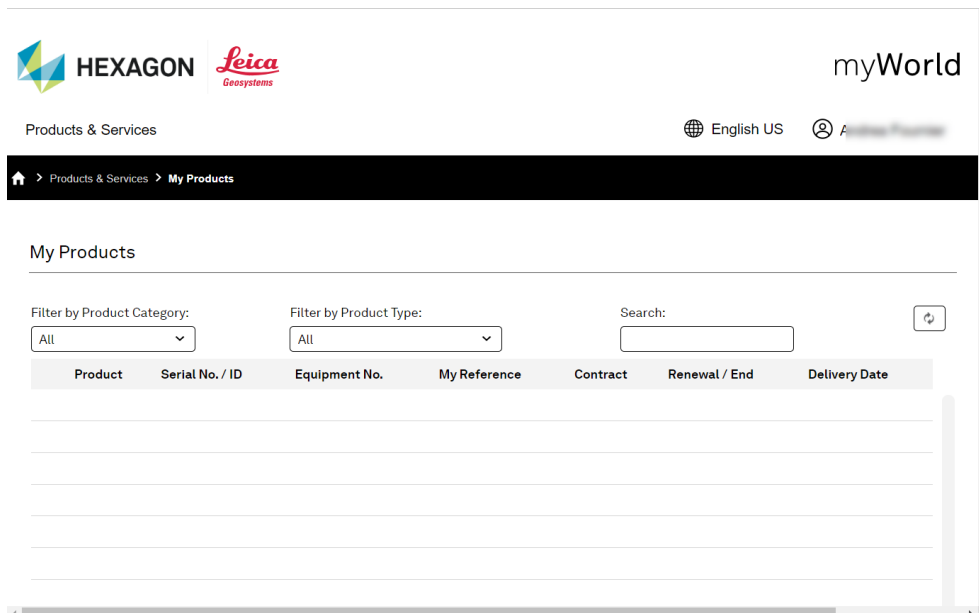 HEXAGON
Leica
Geosystems
myWorld
Products & Services
English US
Products & Services
My Products
My Products
Filter by Product Category:
Filter by Product Type:
Search:
All
All
Product Serial No. / ID Equipment No. My Reference Contract Renewal / End Delivery Date